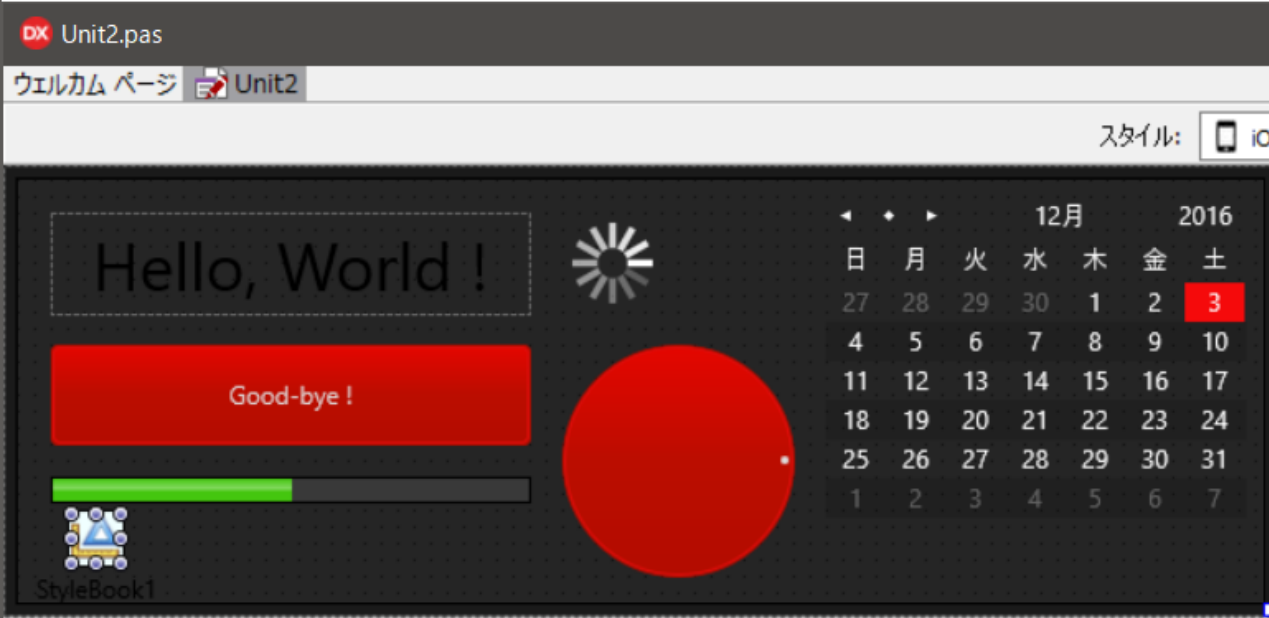 DX Unit2.pas
ウェルカム ページ Unit2
スタイル: iO
Hello, World !
Good-bye !
StyleBook1
12月 2016
日 月 火 水 木 金 土
27 28 29 30 1 2 3
4 5 6 7 8 9 10
11 12 13 14 15 16 17
18 19 20 21 22 23 24
25 26 27 28 29 30 31
1 2 3 4 5 6 7